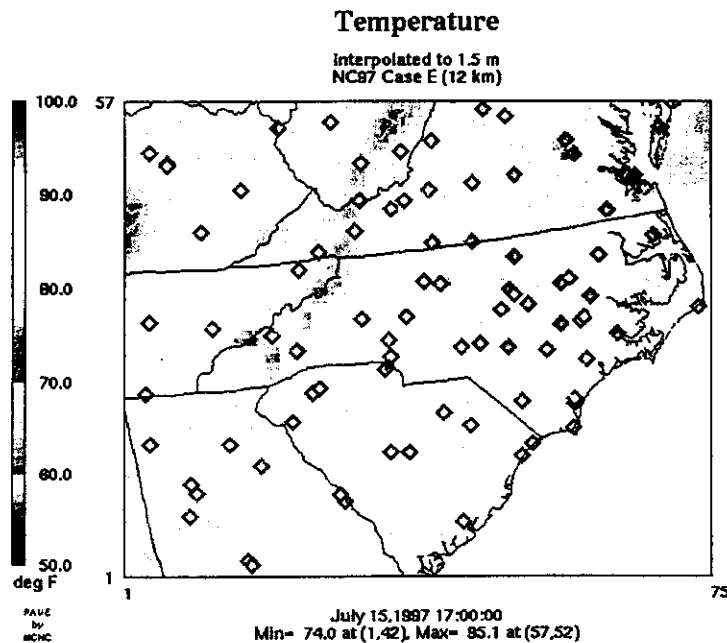 Temperature
Interpolated to 1.5 m
NC97 Case E (12 km)
100.0
57
90.0
80.0
70.0
60.0
50.0
deg F
1
1
75
PAVE
by
MCNC
July 15,1997 17:00:00
Min= 74.0 at (1,42), Max= 95.1 at (57,52)